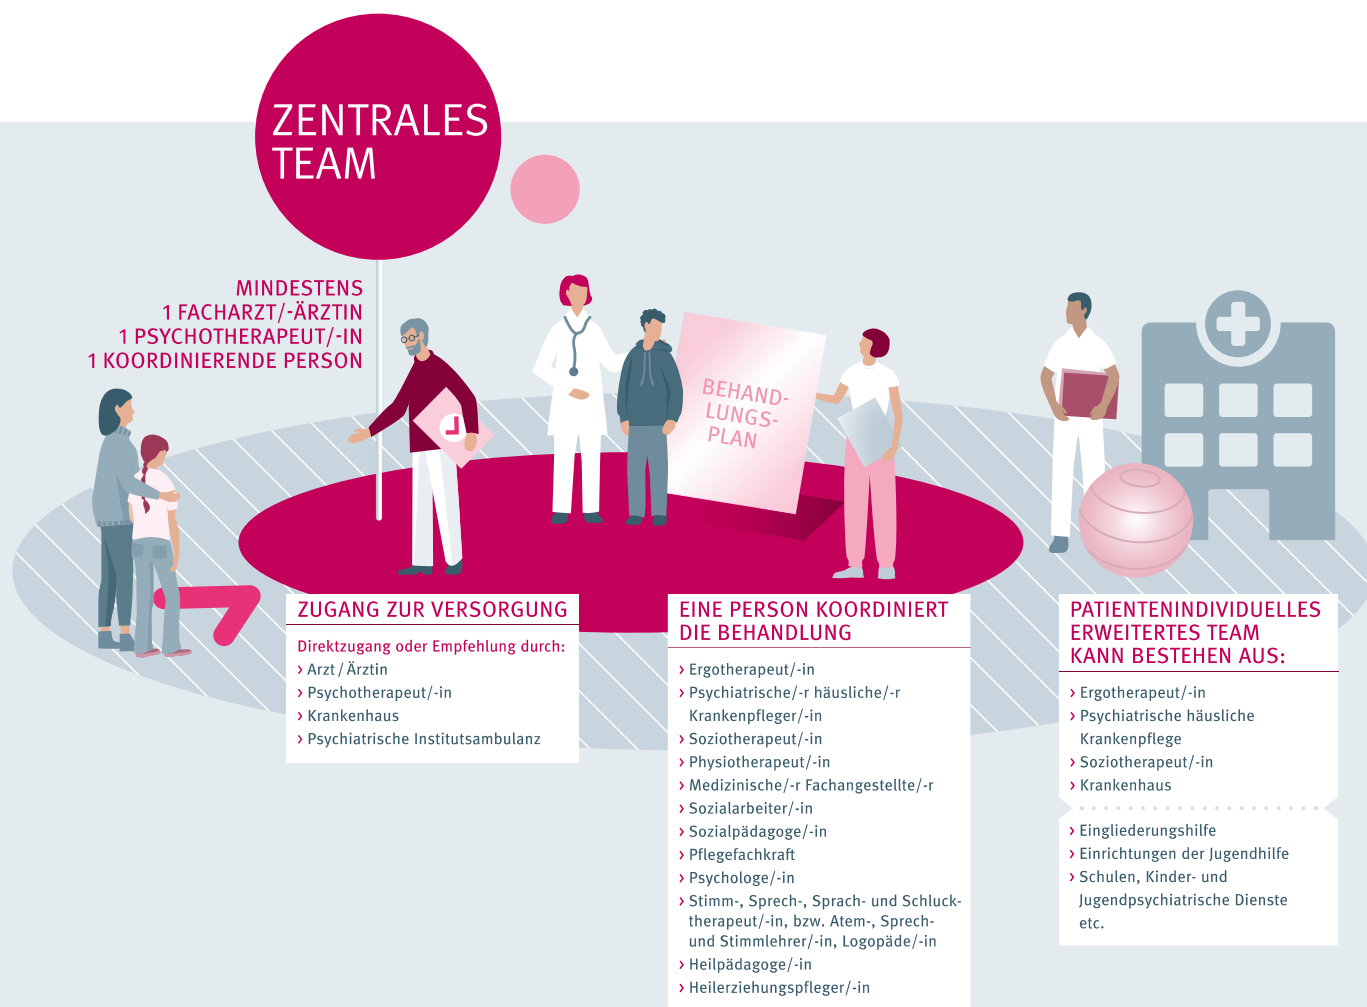 ZENTRALES
TEAM
MINDESTENS
1 FACHARZT/-ÄRZTIN
1 PSYCHOTHERAPEUT/-IN
1 KOORDINIERENDE PERSON
BEHAND-
LUNGS-
PLAN
ZUGANG ZUR VERSORGUNG
Direktzugang oder Empfehlung durch:
> Arzt / Ärztin
> Psychotherapeut/-in
> Krankenhaus
> Psychiatrische Institutsambulanz
EINE PERSON KOORDINIERT
DIE BEHANDLUNG
> Ergotherapeut/-in
> Psychiatrische/-r häusliche/-r
Krankenpfleger/-in
> Soziotherapeut/-in
> Physiotherapeut/-in
> Medizinische/-r Fachangestellte/-r
> Sozialarbeiter/-in
> Sozialpädagoge/-in
> Pflegefachkraft
> Psychologe/-in
> Stimm-, Sprech-, Sprach- und Schluck-
therapeut/-in, bzw. Atem-, Sprech-
und Stimmlehrer/-in, Logopäde/-in
> Heilpädagoge/-in
> Heilerziehungspfleger/-in
PATIENTENINDIVIDUELLES
ERWEITERTES TEAM
KANN BESTEHEN AUS:
> Ergotherapeut/-in
> Psychiatrische häusliche
Krankenpflege
> Soziotherapeut/-in
> Krankenhaus
> Eingliederungshilfe
> Einrichtungen der Jugendhilfe
> Schulen, Kinder- und
Jugendpsychiatrische Dienste
etc.